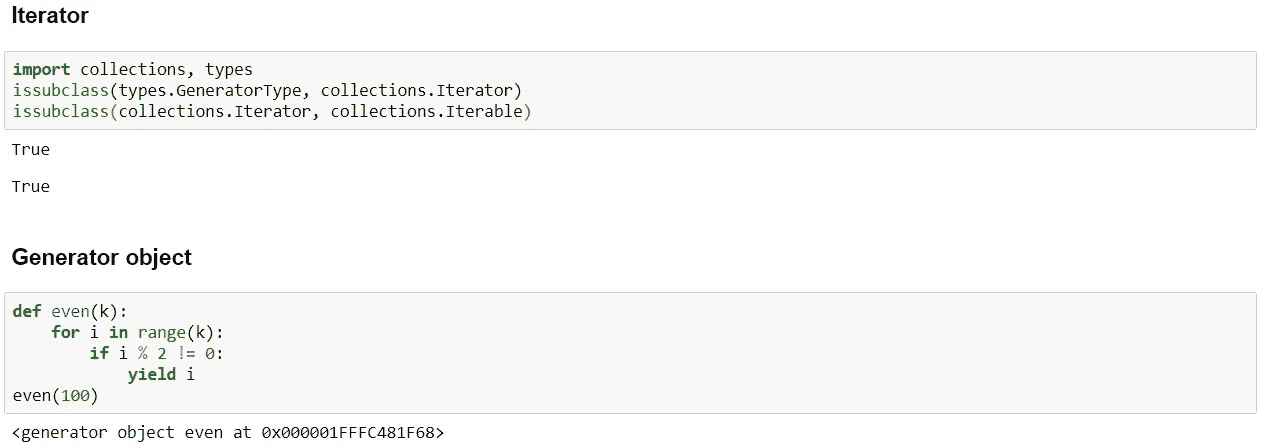 Iterator
import collections, types
issubclass(types.GeneratorType, collections.Iterator)
issubclass(collections.Iterator, collections.Iterable)
True
True
Generator object
def even(k):
    for i in range(k):
        if i % 2 != 0:
            yield i
even(100)
<generator object even at 0x000001FFFC481F68>